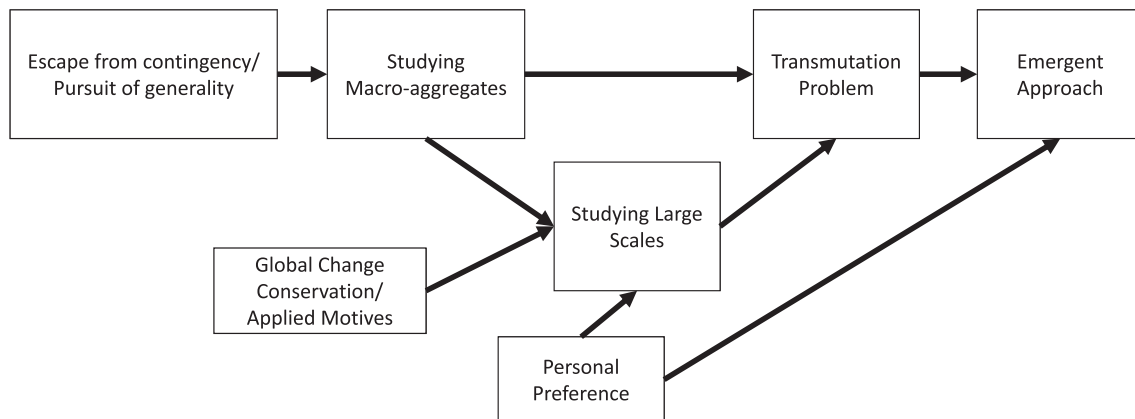 Escape from contingency/
Pursuit of generality
Studying
Macro-aggregates
Transmutation
Problem
Emergent
Approach
Studying Large
Scales
Global Change
Conservation/
Applied Motives
Personal
Preference